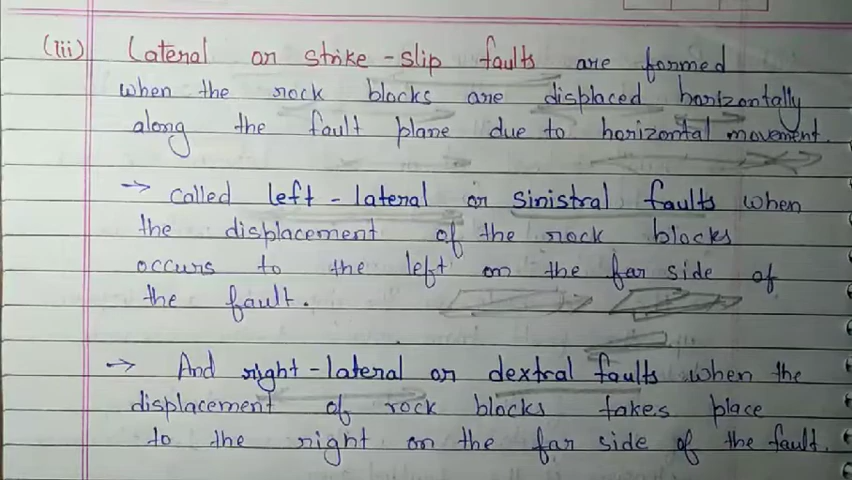 (iii) Lateral or strike-slip faults are formed
when the rock blocks are displaced horizontally
along the fault plane due to horizontal movement.
→ called left-lateral or sinistral faults when
the displacement of the rock blocks
occurs to the left on the far side of
the fault.
→ And right-lateral or dextral faults when the
displacement of rock blocks takes place
to the right on the far side of the fault.